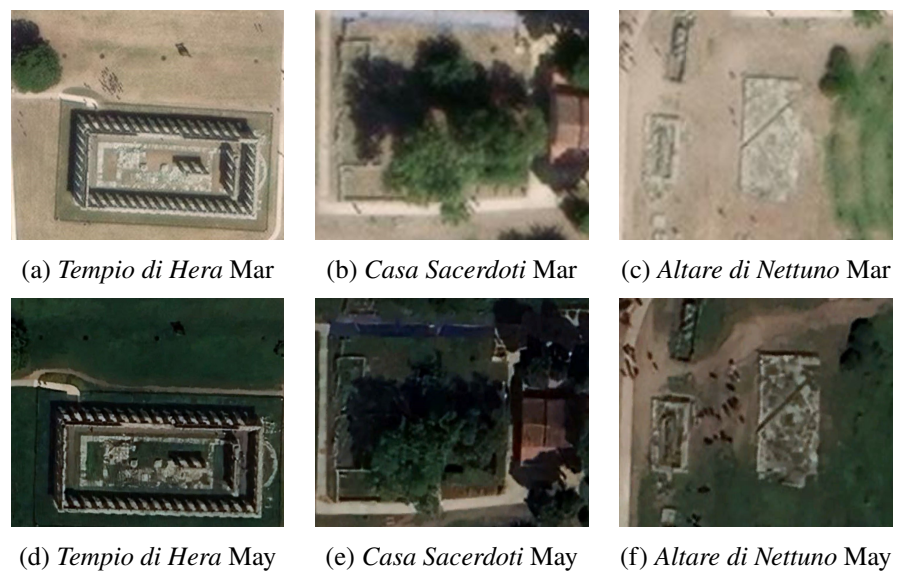 (a) Tempio di Hera Mar
(b) Casa Sacerdoti Mar
(c) Altare di Nettuno Mar
(d) Tempio di Hera May
(e) Casa Sacerdoti May
(f) Altare di Nettuno May